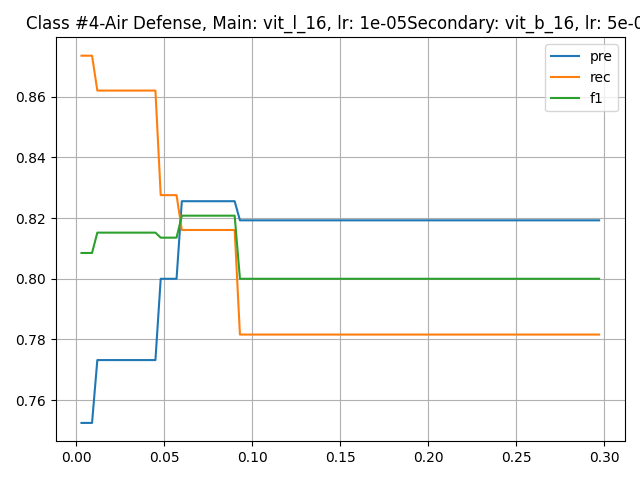 Class #4-Air Defense, Main: vit_l_16, lr: 1e-05Secondary: vit_b_16, lr: 5e-0
pre
rec
f1
0.86
0.84
0.82
0.80
0.78
0.76
0.00 0.05 0.10 0.15 0.20 0.25 0.30